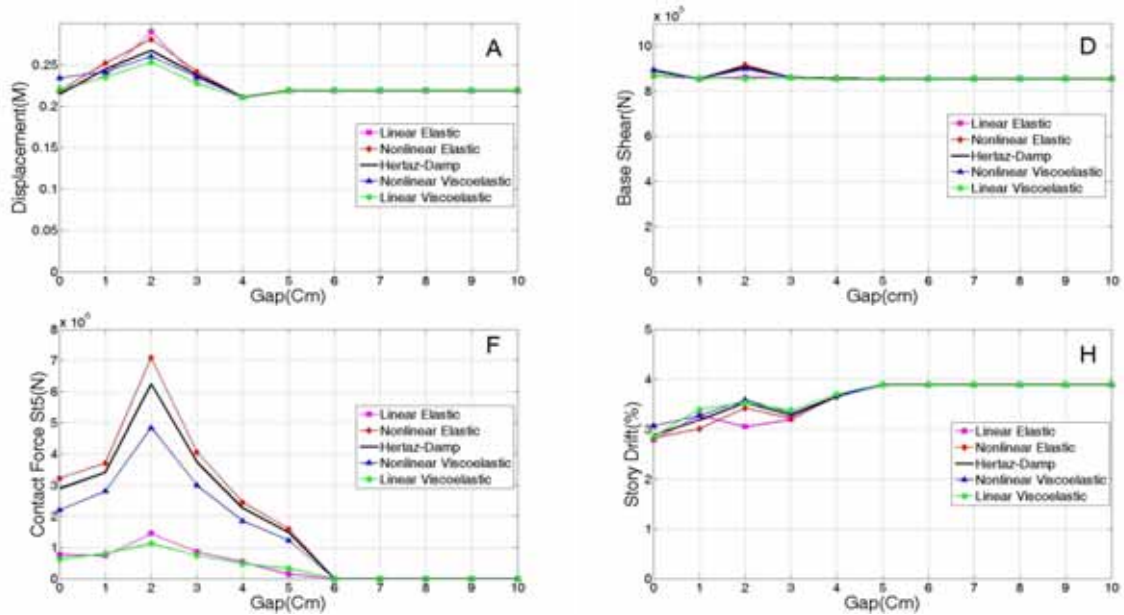 A
Displacement(M)
0.25
0.2
0.15
0.1
0.05
0
Linear Elastic
Nonlinear Elastic
Hertaz-Damp
Nonlinear Viscoelastic
Linear Viscoelastic
0 1 2 3 4 5 6 7 8 9 10
Gap(Cm)
D
Base Shear(N)
10
8
6
4
2
0
Linear Elastic
Nonlinear Elastic
Hertaz-Damp
Nonlinear Viscoelastic
Linear Viscoelastic
0 1 2 3 4 5 6 7 8 9 10
Gap(cm)
F
Contact Force St5(N)
8
7
6
5
4
3
2
1
0
Linear Elastic
Nonlinear Elastic
Hertaz-Damp
Nonlinear Viscoelastic
Linear Viscoelastic
0 1 2 3 4 5 6 7 8 9 10
Gap(Cm)
H
Story Drift(%)
5
4
3
2
1
0
Linear Elastic
Nonlinear Elastic
Hertaz-Damp
Nonlinear Viscoelastic
Linear Viscoelastic
0 1 2 3 4 5 6 7 8 9 10
Gap(Cm)